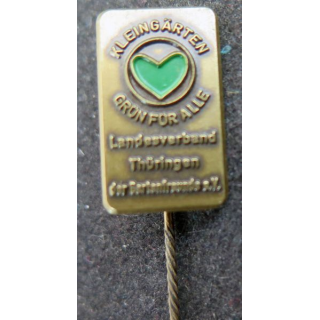 KLEINGÄRTEN
GRÜN FÜR ALLE
Landesverband
Thüringen
der Gartenfreunde e.V.